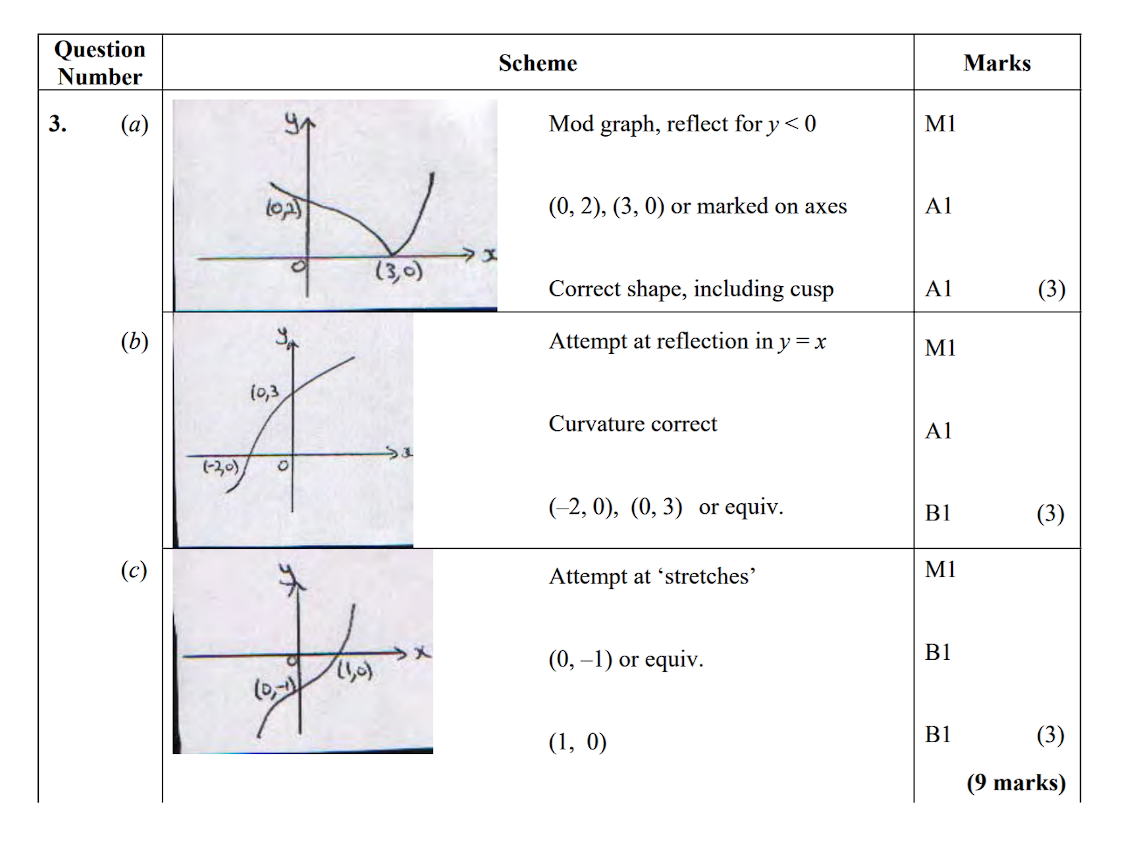 Question Number
Scheme
Marks
3. (a)
y
(0,2)
0
(3,0)
x
Mod graph, reflect for y < 0
M1
(0, 2), (3, 0) or marked on axes
A1
Correct shape, including cusp
A1 (3)
(b)
y
(0,3
(-2,0)
0
x
Attempt at reflection in y = x
M1
Curvature correct
A1
(–2, 0), (0, 3) or equiv.
B1 (3)
(c)
y
0
x
(1,0)
(0,-1)
Attempt at ‘stretches’
M1
(0, –1) or equiv.
B1
(1, 0)
B1 (3)
(9 marks)